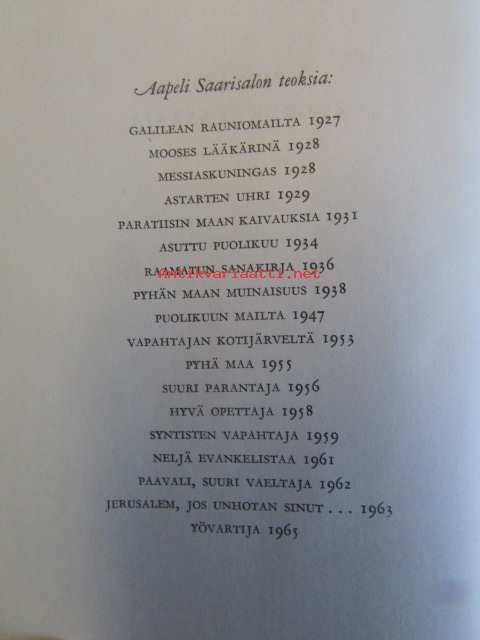 Aapeli Saarisalon teoksia:
GALILEAN RAUNIOMAILTA 1927
MOOSES LÄÄKÄRINÄ 1928
MESSIASKUNINGAS 1928
ASTARTEN UHRI 1929
PARATIISIN MAAN KAIVAUKSIA 1931
ASUTTU PUOLIKUU 1934
RAAMATUN SANAKIRJA 1936
Antikvariaatti.net
PYHÄN MAAN MUINAISUUS 1938
PUOLIKUUN MAILTA 1947
VAPAHTAJAN KOTIJÄRVELTÄ 1953
PYHÄ MAA 1955
SUURI PARANTAJA 1956
HYVÄ OPETTAJA 1958
SYNTISTEN VAPAHTAJA 1959
NELJÄ EVANKELISTAA 1961
PAAVALI, SUURI VAELTAJA 1962
JERUSALEM, JOS UNHOTAN SINUT . . . 1963
YÖVARTIJA 1965